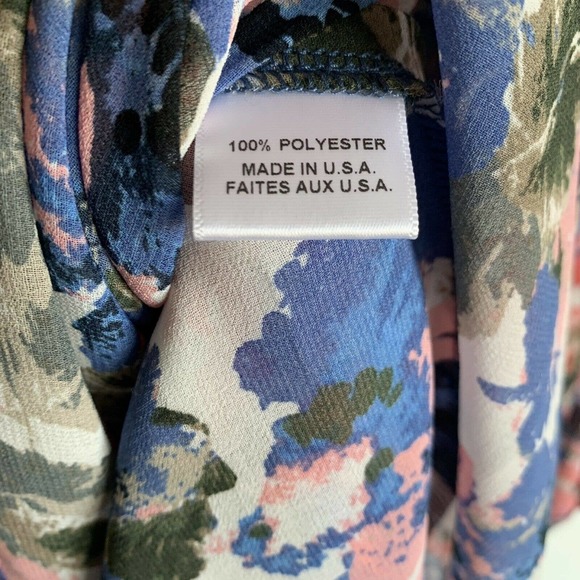 100% POLYESTER
MADE IN U.S.A.
FAITES AUX U.S.A.